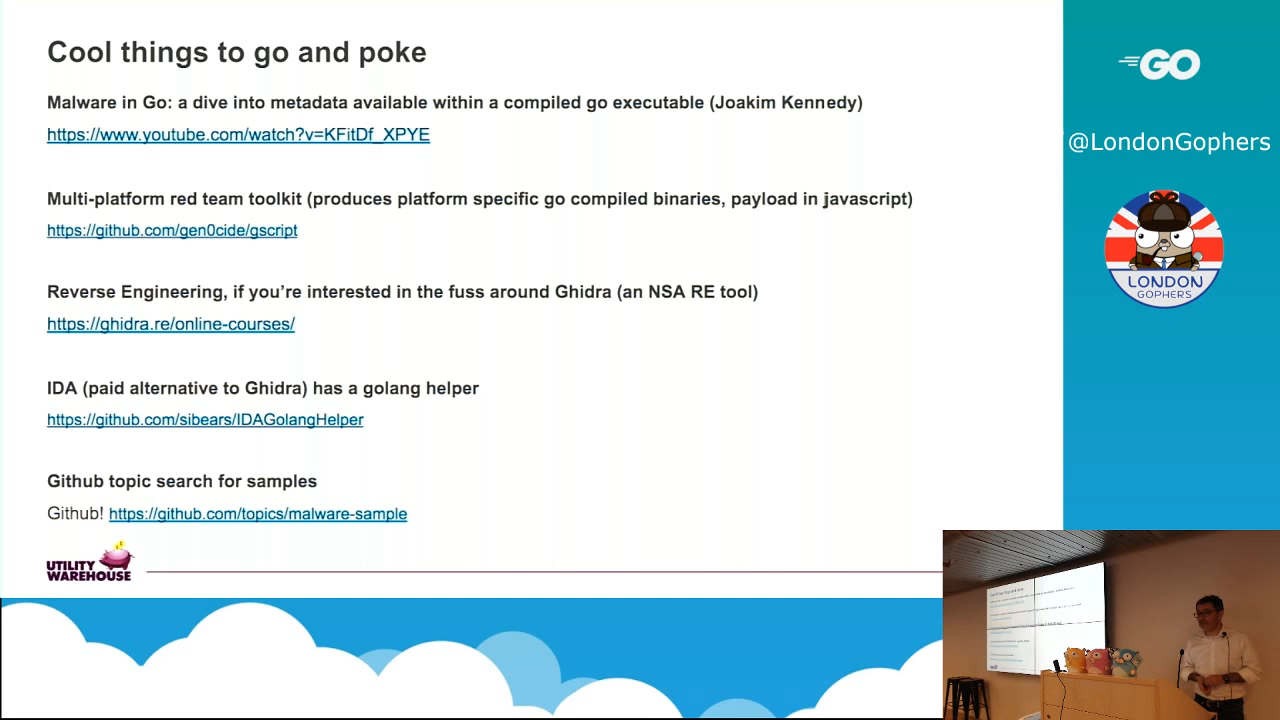 Cool things to go and poke
Malware in Go: a dive into metadata available within a compiled go executable (Joakim Kennedy)
https://www.youtube.com/watch?v=KFitDf_XPYE
Multi-platform red team toolkit (produces platform specific go compiled binaries, payload in javascript)
https://github.com/gen0cide/gscript
Reverse Engineering, if you’re interested in the fuss around Ghidra (an NSA RE tool)
https://ghidra.re/online-courses/
IDA (paid alternative to Ghidra) has a golang helper
https://github.com/sibears/IDAGolangHelper
Github topic search for samples
Github! https://github.com/topics/malware-sample
UTILITY
WAREHOUSE
GO
@LondonGophers
LONDON
GOPHERS